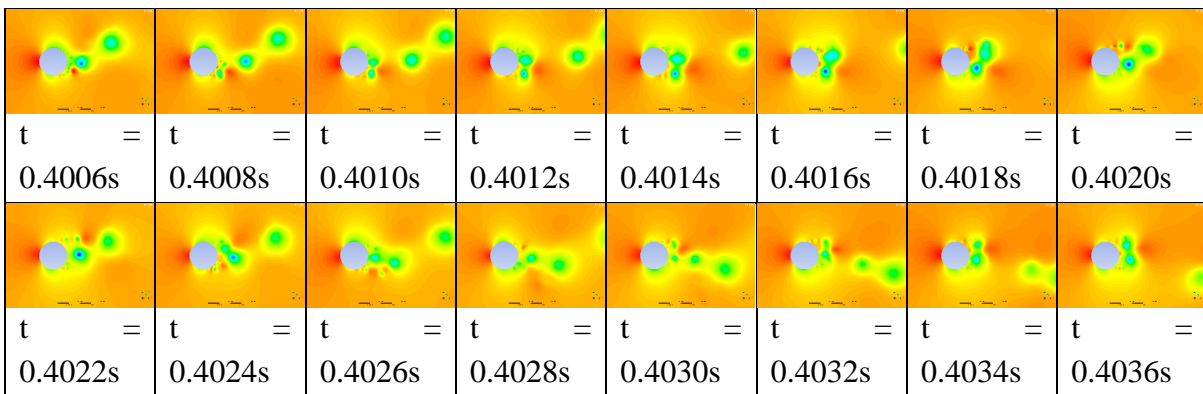 t =
0.4006s
t =
0.4008s
t =
0.4010s
t =
0.4012s
t =
0.4014s
t =
0.4016s
t =
0.4018s
t =
0.4020s
t =
0.4022s
t =
0.4024s
t =
0.4026s
t =
0.4028s
t =
0.4030s
t =
0.4032s
t =
0.4034s
t =
0.4036s